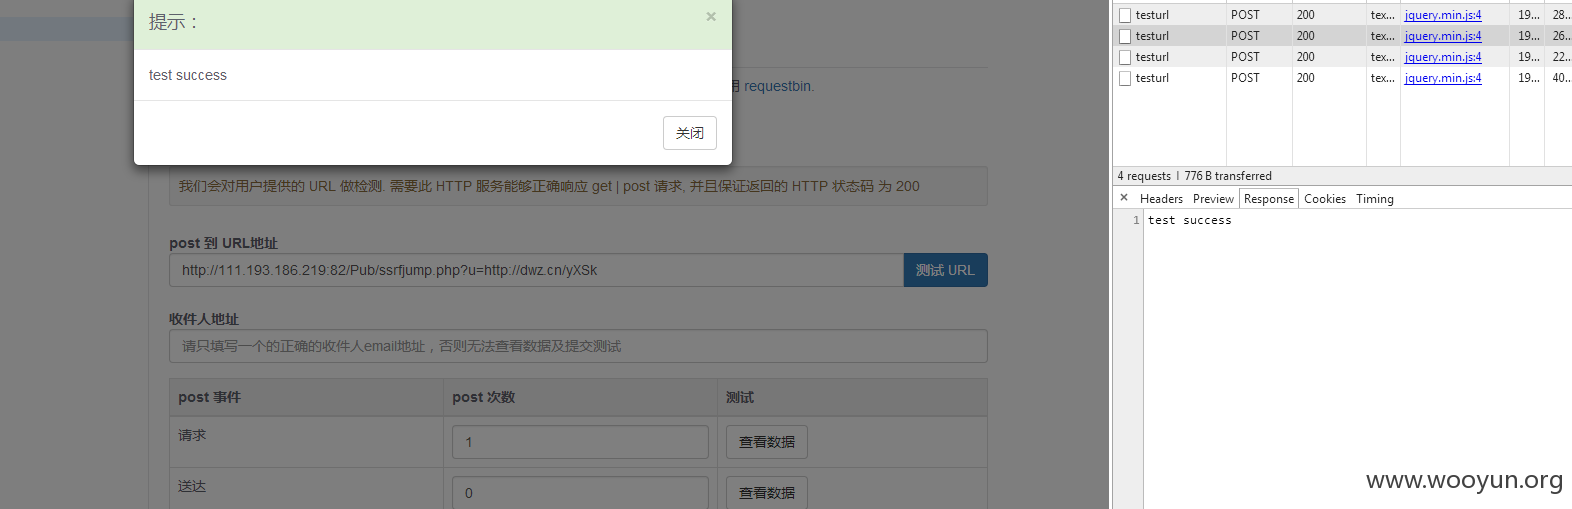 提示：
×
test success
关闭
用 requestbin.
我们会对用户提供的 URL 做检测. 需要此 HTTP 服务能够正确响应 get | post 请求, 并且保证返回的 HTTP 状态码 为 200
post 到 URL地址
http://111.193.186.219:82/Pub/ssrfjump.php?u=http://dwz.cn/yXSk
测试 URL
收件人地址
请只填写一个的正确的收件人email地址，否则无法查看数据及提交测试
post 事件 post 次数 测试
请求 1 查看数据
送达 0 查看数据
testurl POST 200 tex... jquery.min.js:4 19... 28...
testurl POST 200 tex... jquery.min.js:4 19... 26...
testurl POST 200 tex... jquery.min.js:4 19... 22...
testurl POST 200 tex... jquery.min.js:4 19... 40...
4 requests | 776 B transferred
× Headers Preview Response Cookies Timing
1 test success
www.wooyun.org